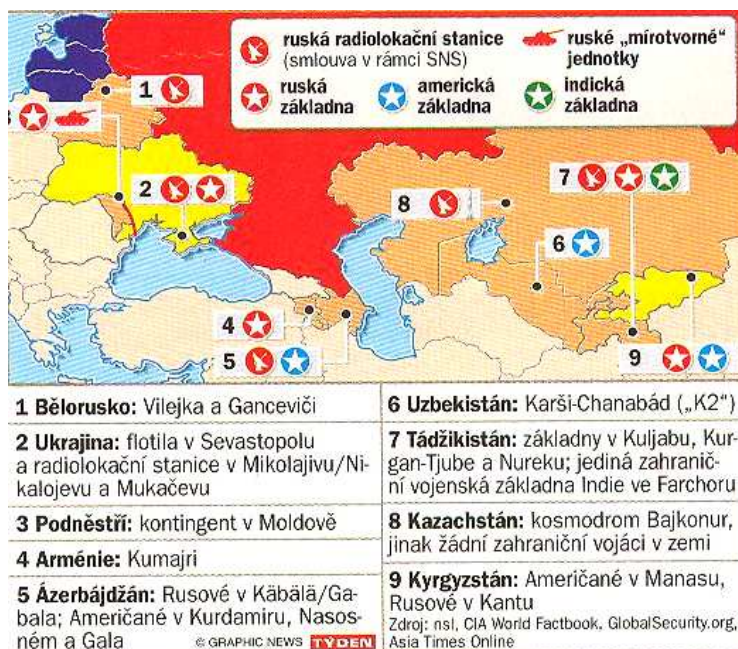 ruská radiolokační stanice
(smlouva v rámci SNS)
ruské „mírotvorné“
jednotky
ruská
základna
americká
základna
indická
základna
1
3
2
7
8
6
4
5
9
1 Bělorusko: Vilejka a Ganceviči
2 Ukrajina: flotila v Sevastopolu
a radiolokační stanice v Mikolajivu/Ni-
kalojevu a Mukačevu
3 Podněstří: kontingent v Moldově
4 Arménie: Kumajri
5 Ázerbájdžán: Rusové v Käbälä/Ga-
bala; Američané v Kurdamiru, Nasos-
ném a Gala
© GRAPHIC NEWS TÝDEN
6 Uzbekistán: Karši-Chanabád („K2“)
7 Tádžikistán: základny v Kuljabu, Kur-
gan-Tjube a Nureku; jediná zahranič-
ní vojenská základna Indie ve Farchoru
8 Kazachstán: kosmodrom Bajkonur,
jinak žádní zahraniční vojáci v zemi
9 Kyrgyzstán: Američané v Manasu,
Rusové v Kantu
Zdroj: nsl, CIA World Factbook, GlobalSecurity.org,
Asia Times Online